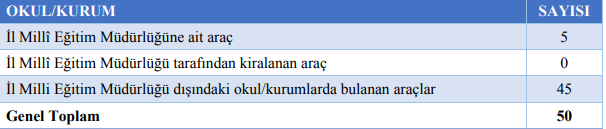 OKUL/KURUM SAYISI
İl Millî Eğitim Müdürlüğüne ait araç 5
İl Milli Eğitim Müdürlüğü tarafından kiralanan araç 0
İl Milli Eğitim Müdürlüğü dışındaki okul/kurumlarda bulanan araçlar 45
Genel Toplam 50